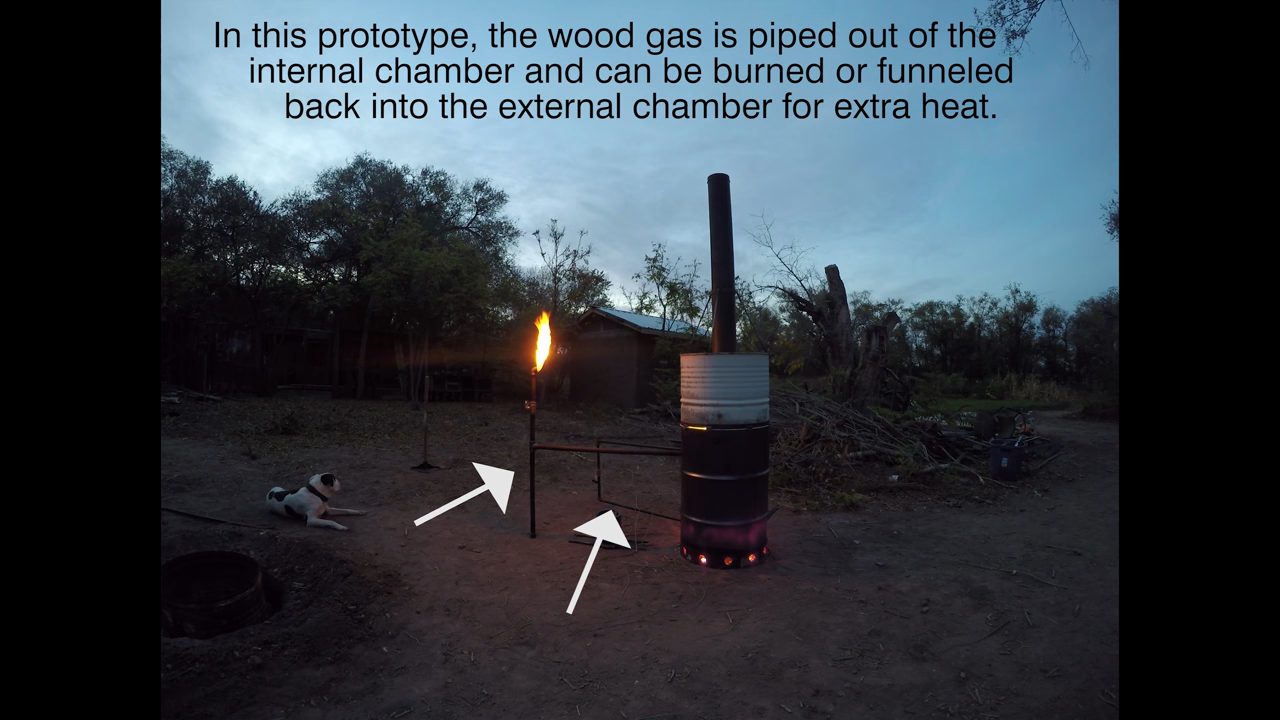 In this prototype, the wood gas is piped out of the
internal chamber and can be burned or funneled
back into the external chamber for extra heat.